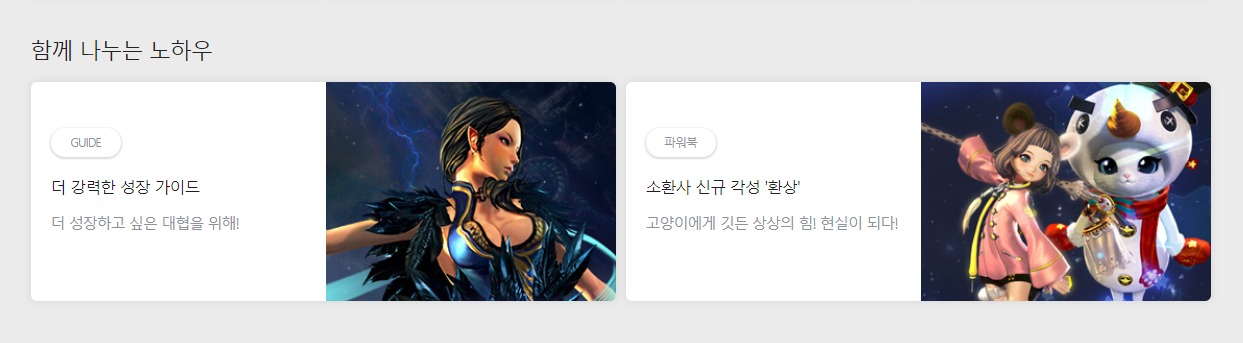 함께 나누는 노하우
GUIDE
더 강력한 성장 가이드
더 성장하고 싶은 대협을 위해!
파워북
소환사 신규 각성 '환상'
고양이에게 깃든 상상의 힘! 현실이 되다!